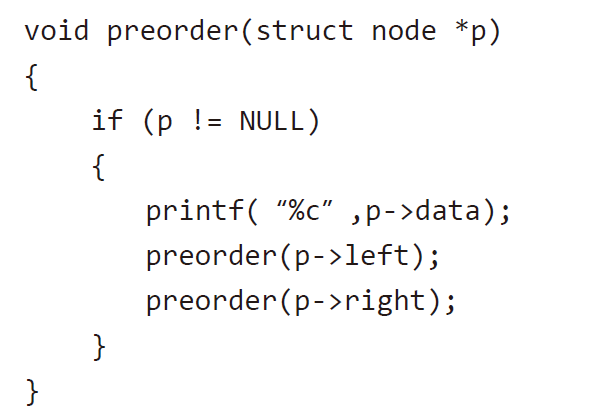 void preorder(struct node *p)
{
if (p != NULL)
{
printf( “%c” ,p->data);
preorder(p->left);
preorder(p->right);
}
}